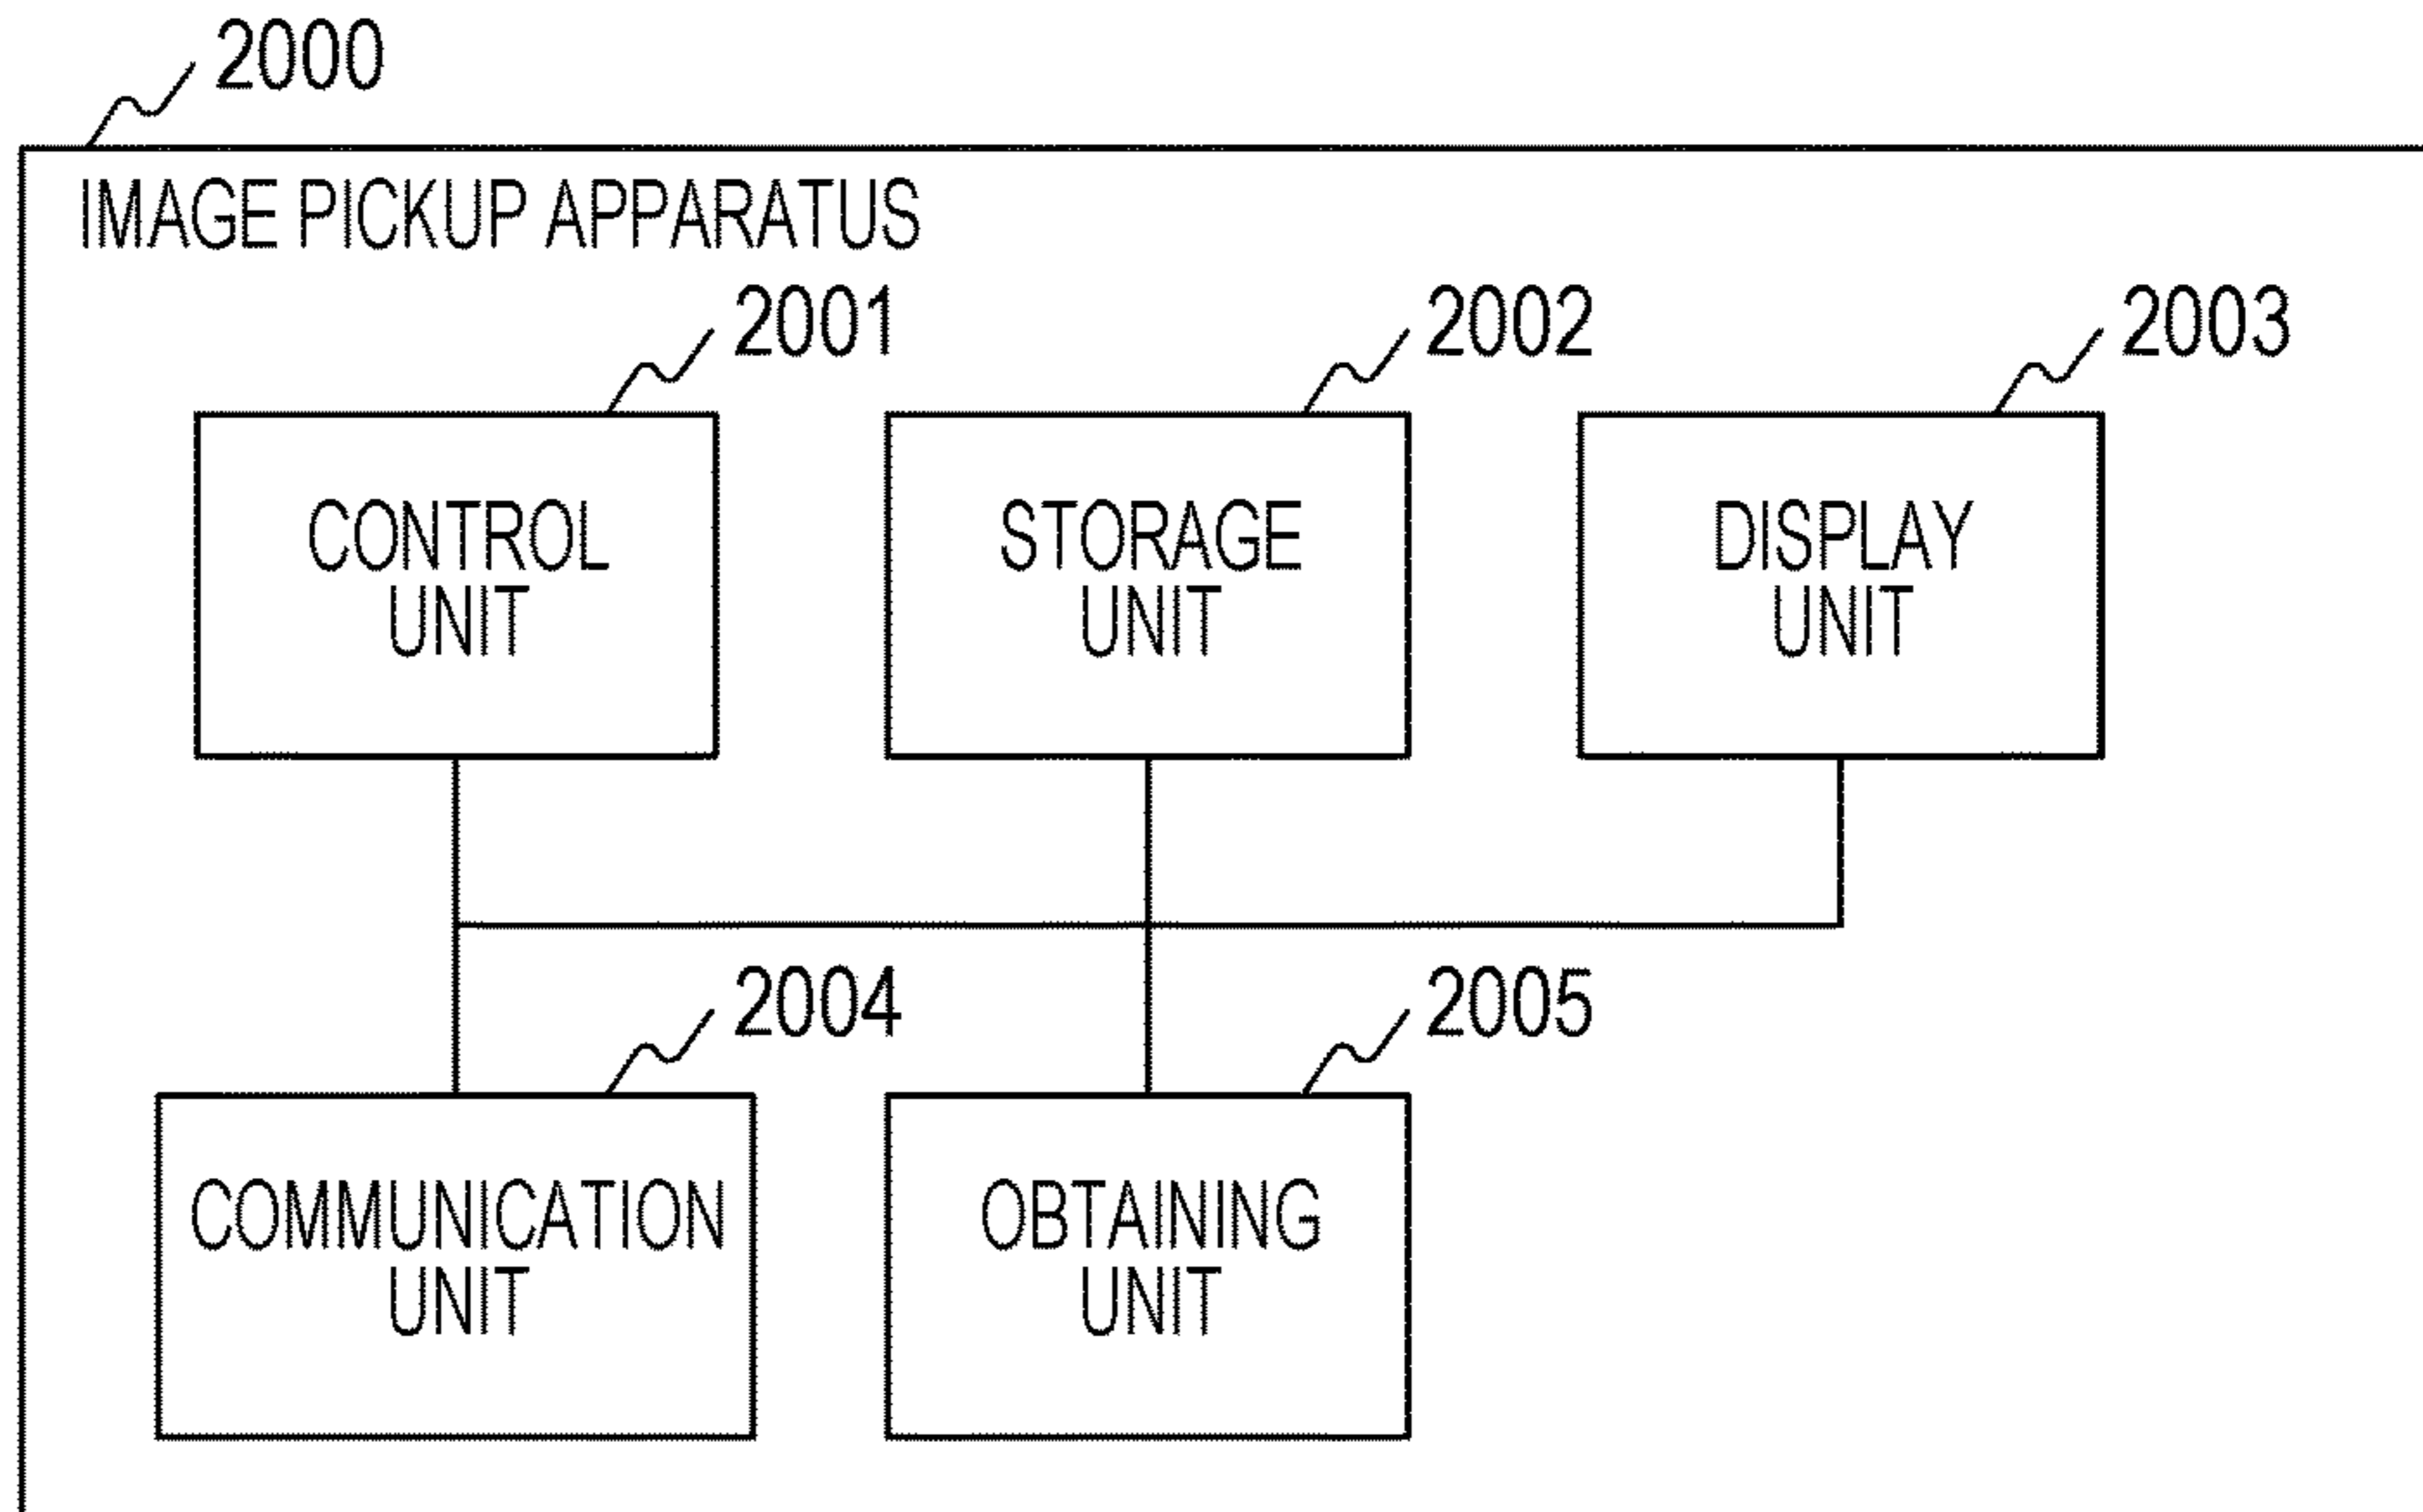 2000
IMAGE PICKUP APPARATUS
2001
2002
2003
CONTROL
UNIT
STORAGE
UNIT
DISPLAY
UNIT
2004
2005
COMMUNICATION
UNIT
OBTAINING
UNIT